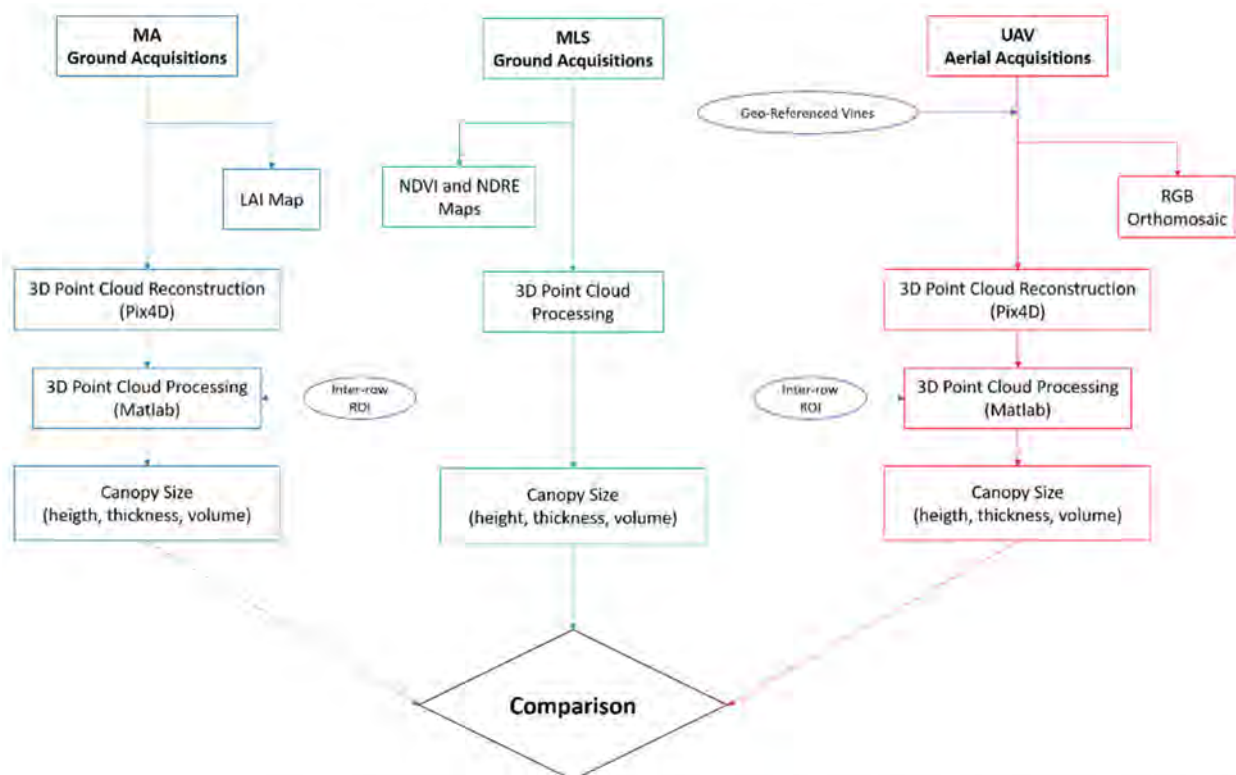 MA
Ground Acquisitions
MLS
Ground Acquisitions
UAV
Aerial Acquisitions
Geo-Referenced Vines
LAI Map
NDVI and NDRE
Maps
RGB
Orthomosaic
3D Point Cloud Reconstruction
(Pix4D)
3D Point Cloud
Processing
3D Point Cloud Reconstruction
(Pix4D)
3D Point Cloud Processing
(Matlab)
Inter-row
ROI
Inter-row
ROI
3D Point Cloud Processing
(Matlab)
Canopy Size
(heigth, thickness, volume)
Canopy Size
(height, thickness, volume)
Canopy Size
(heigth, thickness, volume)
Comparison